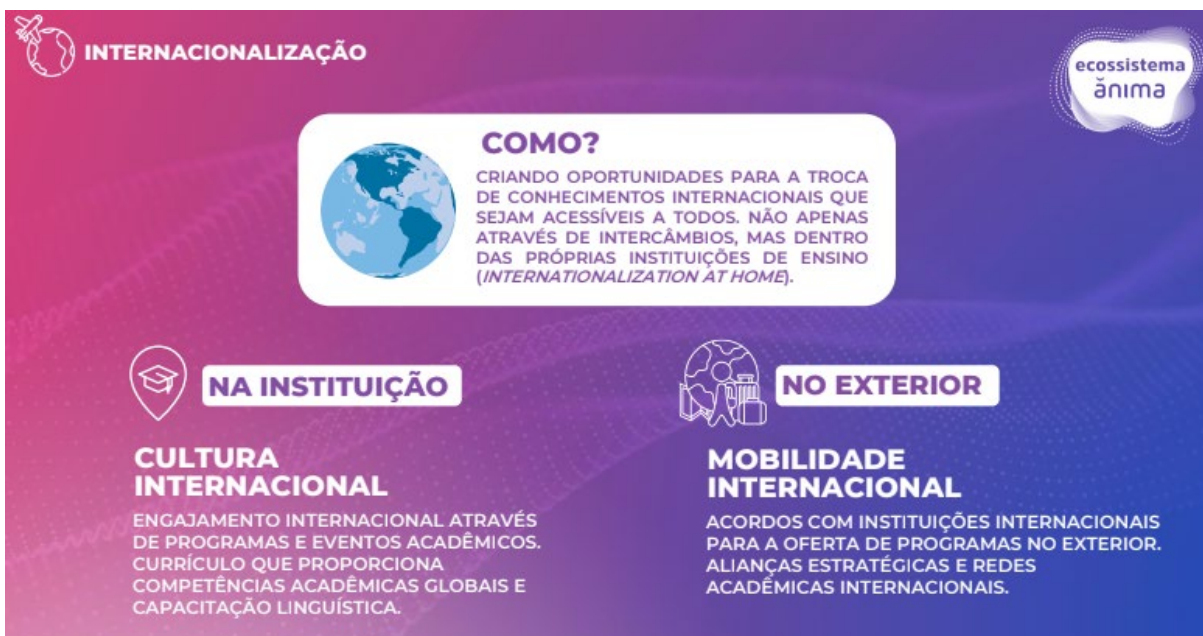 INTERNACIONALIZAÇÃO
ecossistema
ănıma
COMO?
CRIANDO OPORTUNIDADES PARA A TROCA
DE CONHECIMENTOS INTERNACIONAIS QUE
SEJAM ACESSÍVEIS A TODOS. NÃO APENAS
ATRAVÉS DE INTERCÂMBIOS, MAS DENTRO
DAS PRÓPRIAS INSTITUIÇÕES DE ENSINO
(INTERNATIONALIZATION AT HOME).
NA INSTITUIÇÃO
CULTURA
INTERNACIONAL
ENGAJAMENTO INTERNACIONAL ATRAVÉS
DE PROGRAMAS E EVENTOS ACADÊMICOS.
CURRÍCULO QUE PROPORCIONA
COMPETÊNCIAS ACADÊMICAS GLOBAIS E
CAPACITAÇÃO LINGUÍSTICA.
NO EXTERIOR
MOBILIDADE
INTERNACIONAL
ACORDOS COM INSTITUIÇÕES INTERNACIONAIS
PARA A OFERTA DE PROGRAMAS NO EXTERIOR.
ALIANÇAS ESTRATÉGICAS E REDES
ACADÊMICAS INTERNACIONAIS.